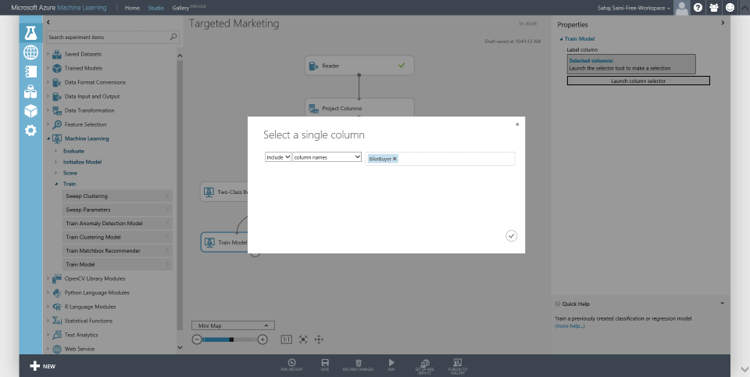 Microsoft Azure Machine Learning | Home Studio Gallery PREVIEW
Sahaj Saini-Free-Workspace
Search experiment items
Saved Datasets
Trained Models
Data Format Conversions
Data Input and Output
Data Transformation
Feature Selection
Machine Learning
Evaluate
Initialize Model
Score
Train
Sweep Clustering
Sweep Parameters
Train Anomaly Detection Model
Train Clustering Model
Train Matchbox Recommender
Train Model
OpenCV Library Modules
Python Language Modules
R Language Modules
Statistical Functions
Text Analytics
Web Service
Targeted Marketing
In draft
Draft saved at 10:41:12 AM
Reader
Project Columns
Two-Class Bo
Train Model
Mini Map
1:1
Select a single column
Include
column names
BikeBuyer
Properties
Train Model
Label column
Selected columns:
Launch the selector tool to make a selection
Launch column selector
Quick Help
Train a previously created classification or regression model
(more help...)
NEW
RUN HISTORY
SAVE
DISCARD CHANGES
RUN
SET UP WEB
PUBLISH TO
GALLERY